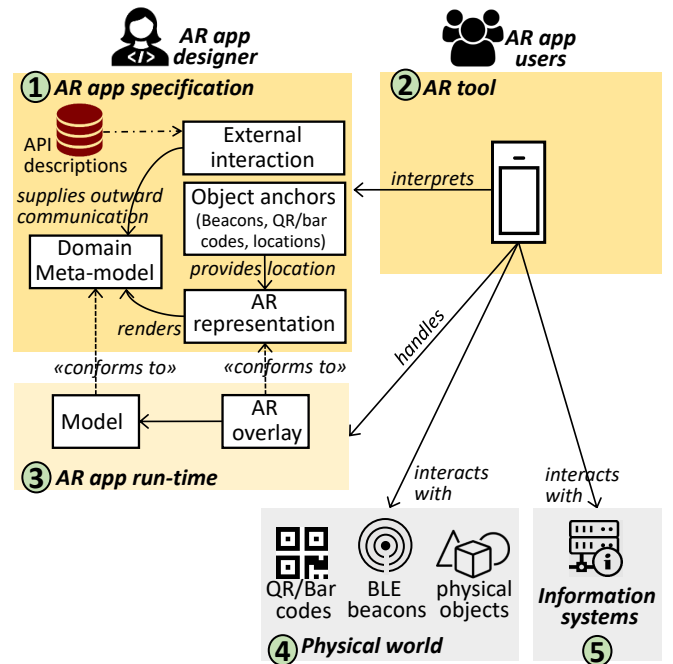 AR app
designer
AR app
users
1 AR app specification
2 AR tool
API
descriptions
External
interaction
supplies outward
communication
Object anchors
(Beacons, QR/bar
codes, locations)
interprets
Domain
Meta-model
provides location
AR
representation
renders
handles
«conforms to»
«conforms to»
Model
AR
overlay
3 AR app run-time
interacts
with
interacts
with
QR/Bar
codes
BLE
beacons
physical
objects
4 Physical world
Information
systems
5